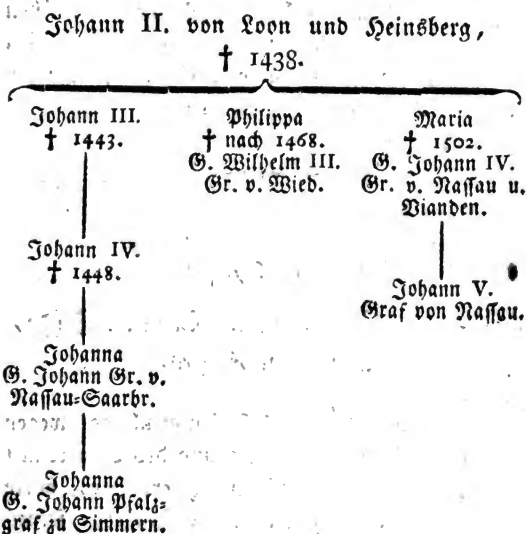 Johann II. von Loon und Heinsberg,
† 1438.
Johann III.
† 1443.
Johann IV.
† 1448.
Johanna
G. Johann Gr. v.
Nassau-Saarbr.
Johanna
G. Johann Pfalz-
graf zu Simmern.
Philippa
† nach 1468.
G. Wilhelm III.
Gr. v. Wied.
Maria
† 1502.
G. Johann IV.
Gr. v. Nassau u.
Vianden.
Johann V.
Graf von Nassau.